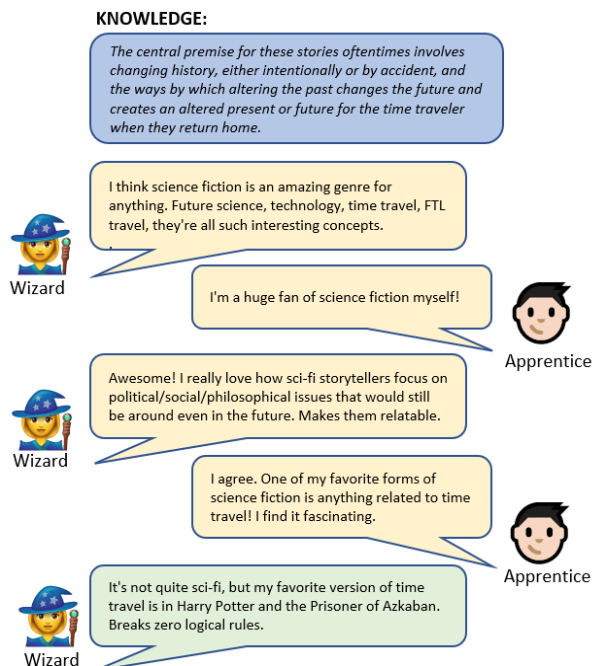 KNOWLEDGE:
The central premise for these stories oftentimes involves
changing history, either intentionally or by accident, and
the ways by which altering the past changes the future and
creates an altered present or future for the time traveler
when they return home.
I think science fiction is an amazing genre for
anything. Future science, technology, time travel, FTL
travel, they're all such interesting concepts.
Wizard
I'm a huge fan of science fiction myself!
Apprentice
Awesome! I really love how sci-fi storytellers focus on
political/social/philosophical issues that would still
be around even in the future. Makes them relatable.
Wizard
I agree. One of my favorite forms of
science fiction is anything related to time
travel! I find it fascinating.
Apprentice
It's not quite sci-fi, but my favorite version of time
travel is in Harry Potter and the Prisoner of Azkaban.
Breaks zero logical rules.
Wizard